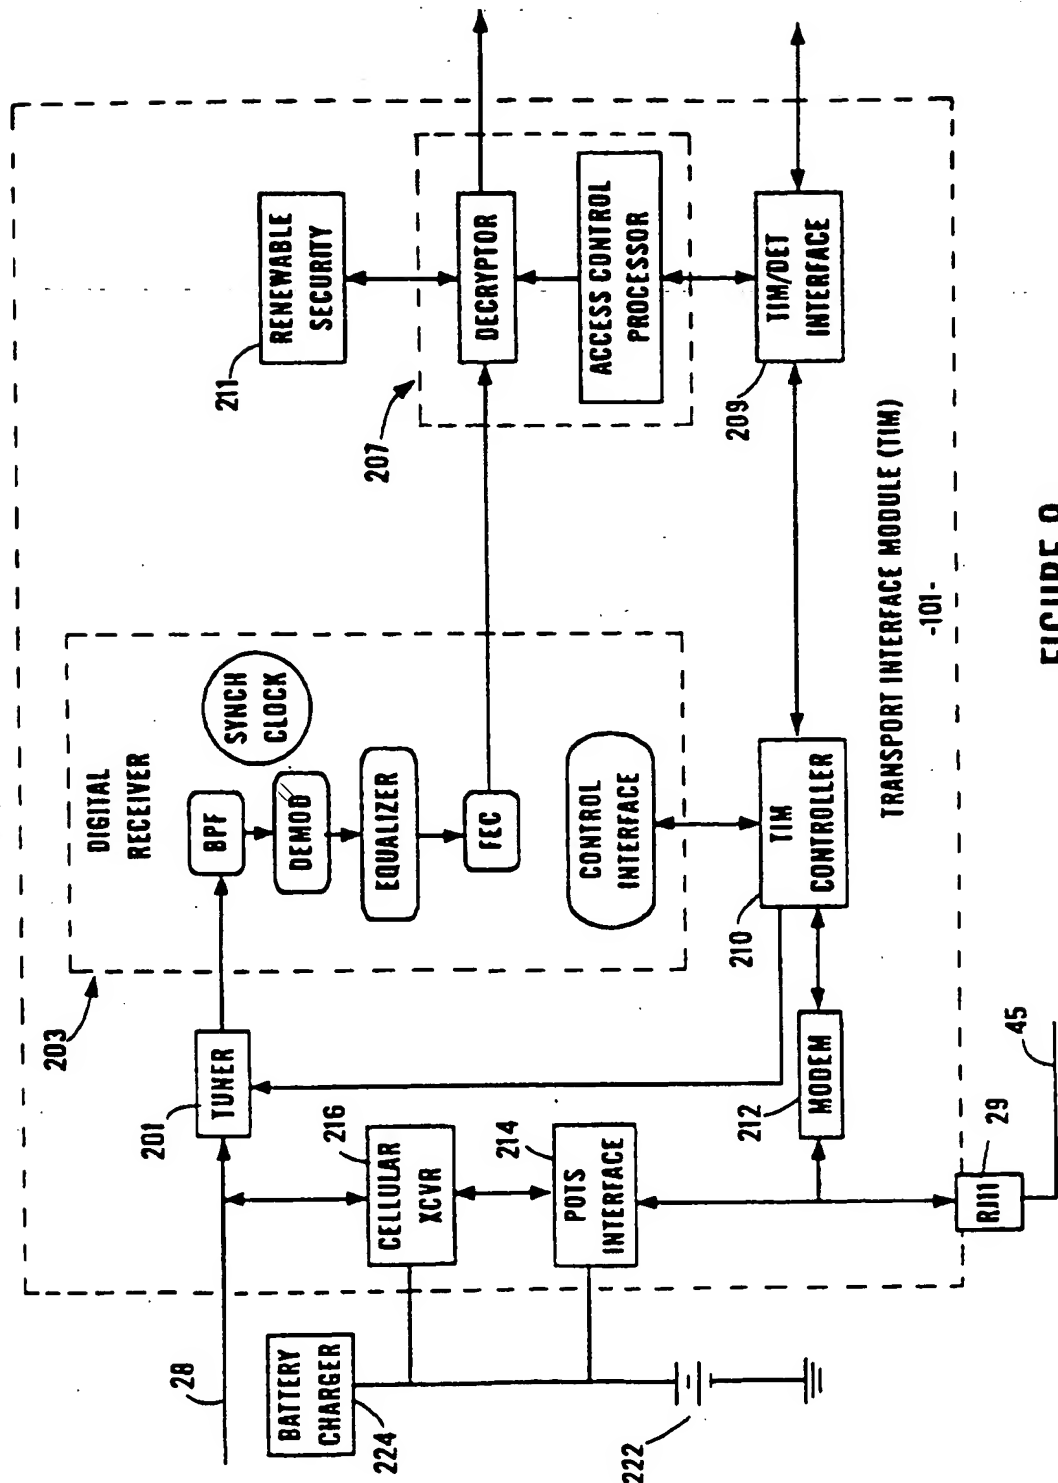 DIGITAL
RECEIVER
203
28
201
TUNER
BPF
SYNCH
CLOCK
DEMOD
EQUALIZER
FEC
CONTROL
INTERFACE
211
RENEWABLE
SECURITY
207
DECRYPTOR
ACCESS CONTROL
PROCESSOR
BATTERY
CHARGER
224
216
CELLULAR
XCVR
214
POTS
INTERFACE
222
212
MODEM
210
TIM
CONTROLLER
209
TIM/DET
INTERFACE
TRANSPORT INTERFACE MODULE (TIM)
-101-
RJ11
29
45
FIGURE